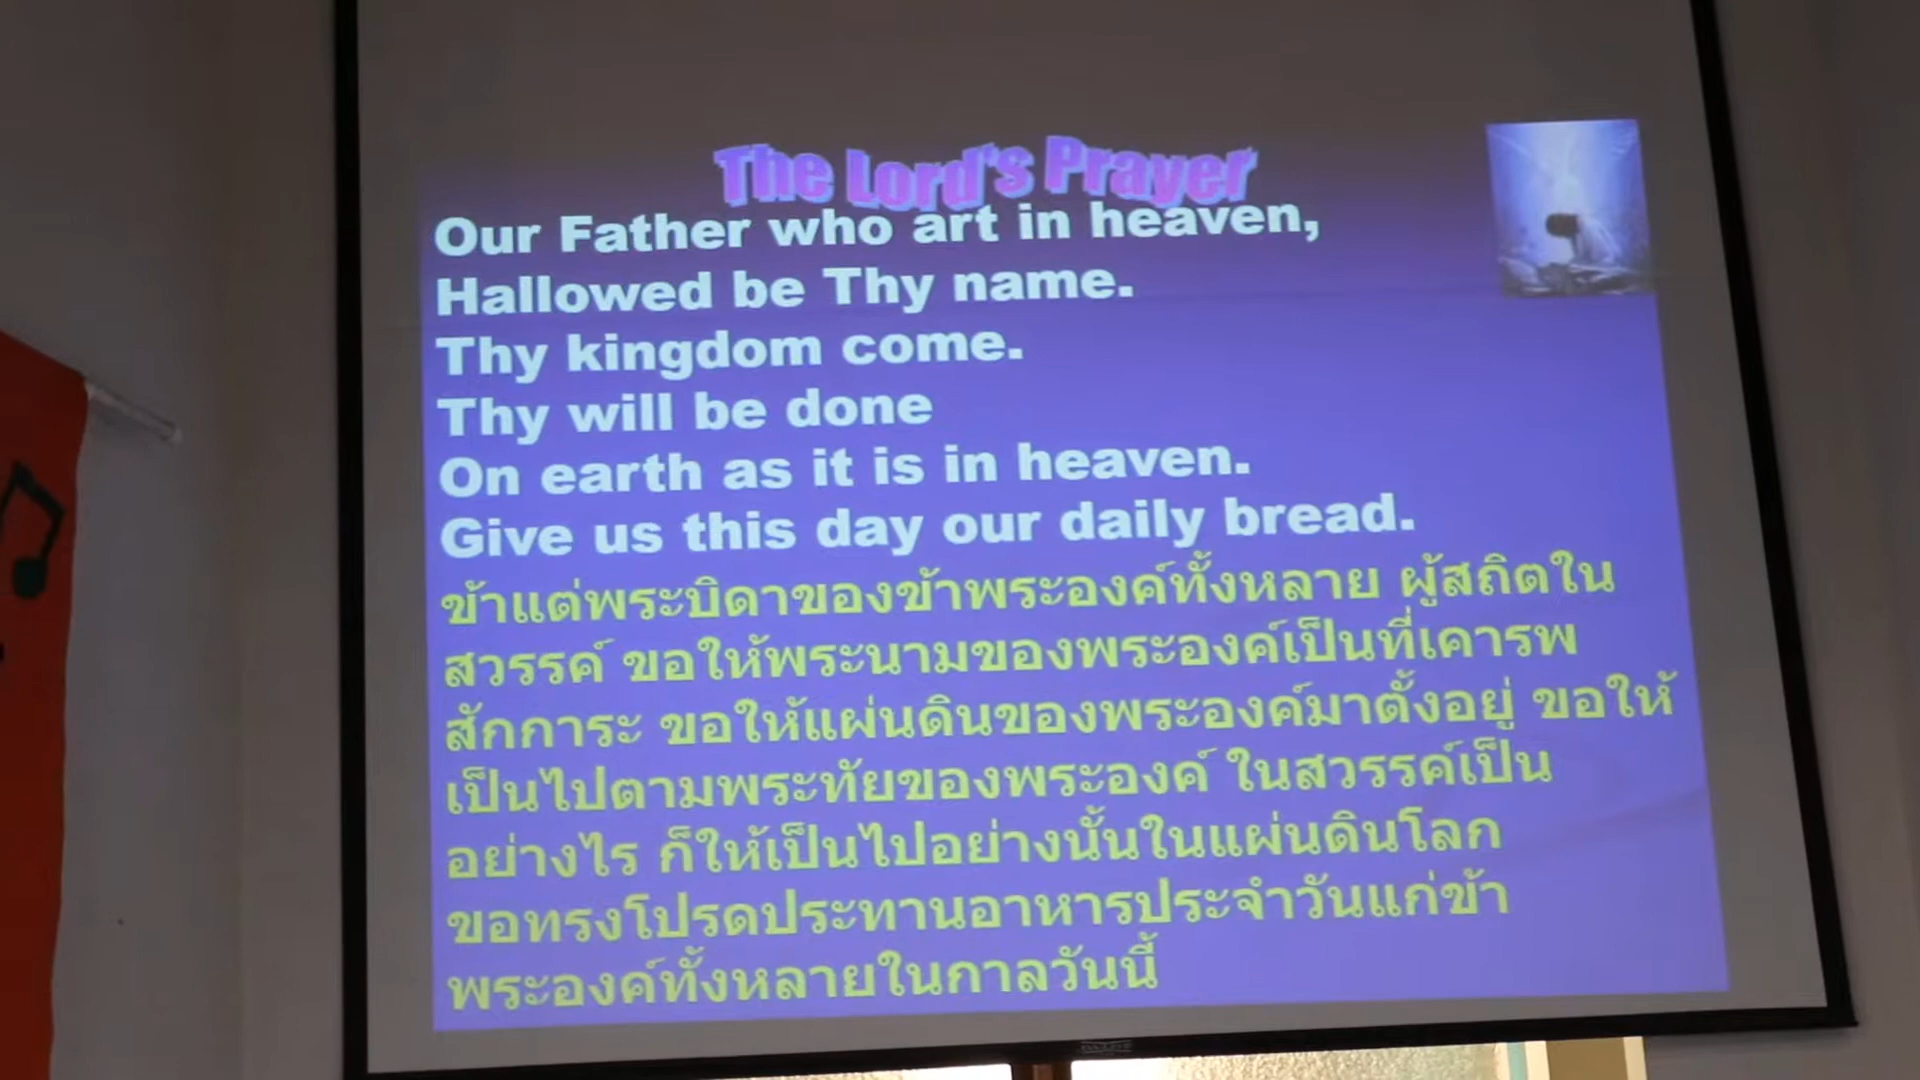 The Lord's Prayer
Our Father who art in heaven,
Hallowed be Thy name.
Thy kingdom come.
Thy will be done
On earth as it is in heaven.
Give us this day our daily bread.
ข้าแต่พระบิดาของข้าพระองค์ทั้งหลาย ผู้สถิตใน
สวรรค์ ขอให้พระนามของพระองค์เป็นที่เคารพ
สักการะ ขอให้แผ่นดินของพระองค์มาตั้งอยู่ ขอให้
เป็นไปตามพระทัยของพระองค์ ในสวรรค์เป็น
อย่างไร ก็ให้เป็นไปอย่างนั้นในแผ่นดินโลก
ขอทรงโปรดประทานอาหารประจำวันแก่ข้า
พระองค์ทั้งหลายในกาลวันนี้